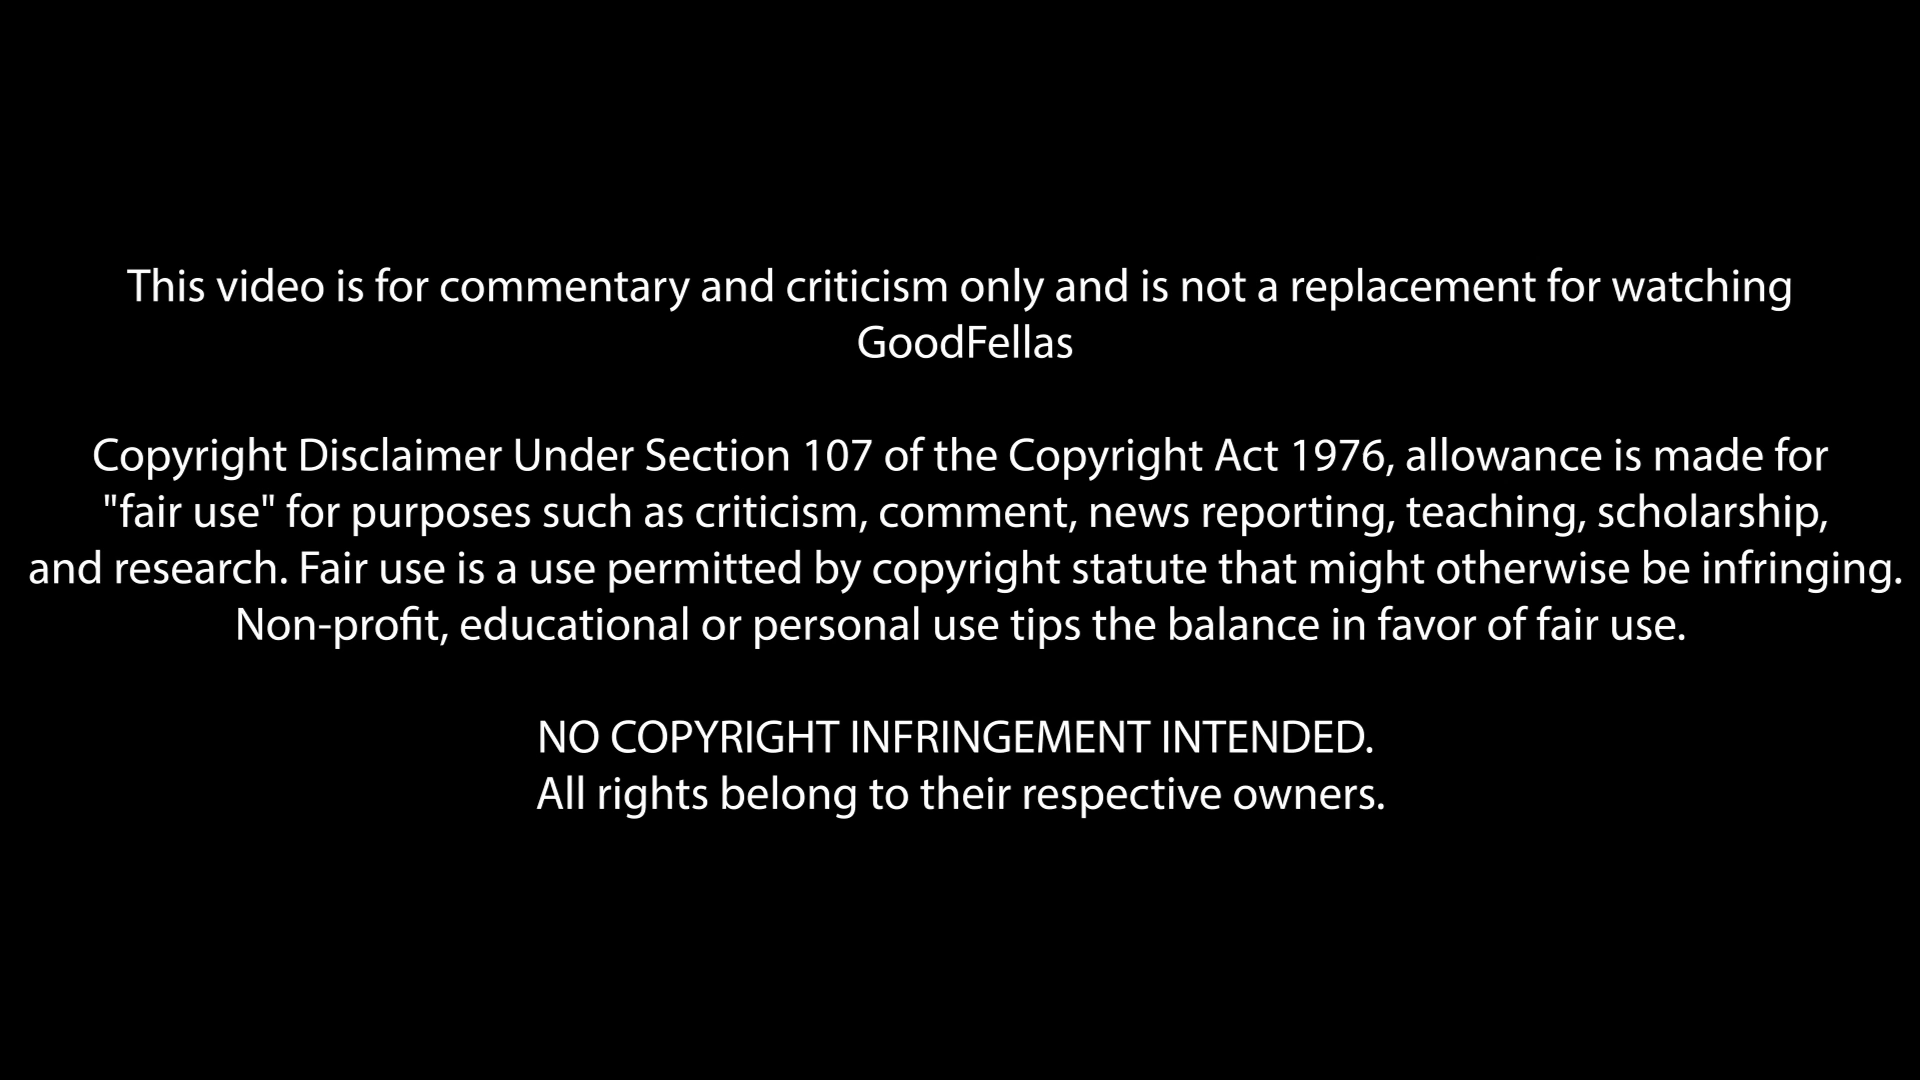 This video is for commentary and criticism only and is not a replacement for watching
GoodFellas
Copyright Disclaimer Under Section 107 of the Copyright Act 1976, allowance is made for
"fair use" for purposes such as criticism, comment, news reporting, teaching, scholarship,
and research. Fair use is a use permitted by copyright statute that might otherwise be infringing.
Non-profit, educational or personal use tips the balance in favor of fair use.
NO COPYRIGHT INFRINGEMENT INTENDED.
All rights belong to their respective owners.